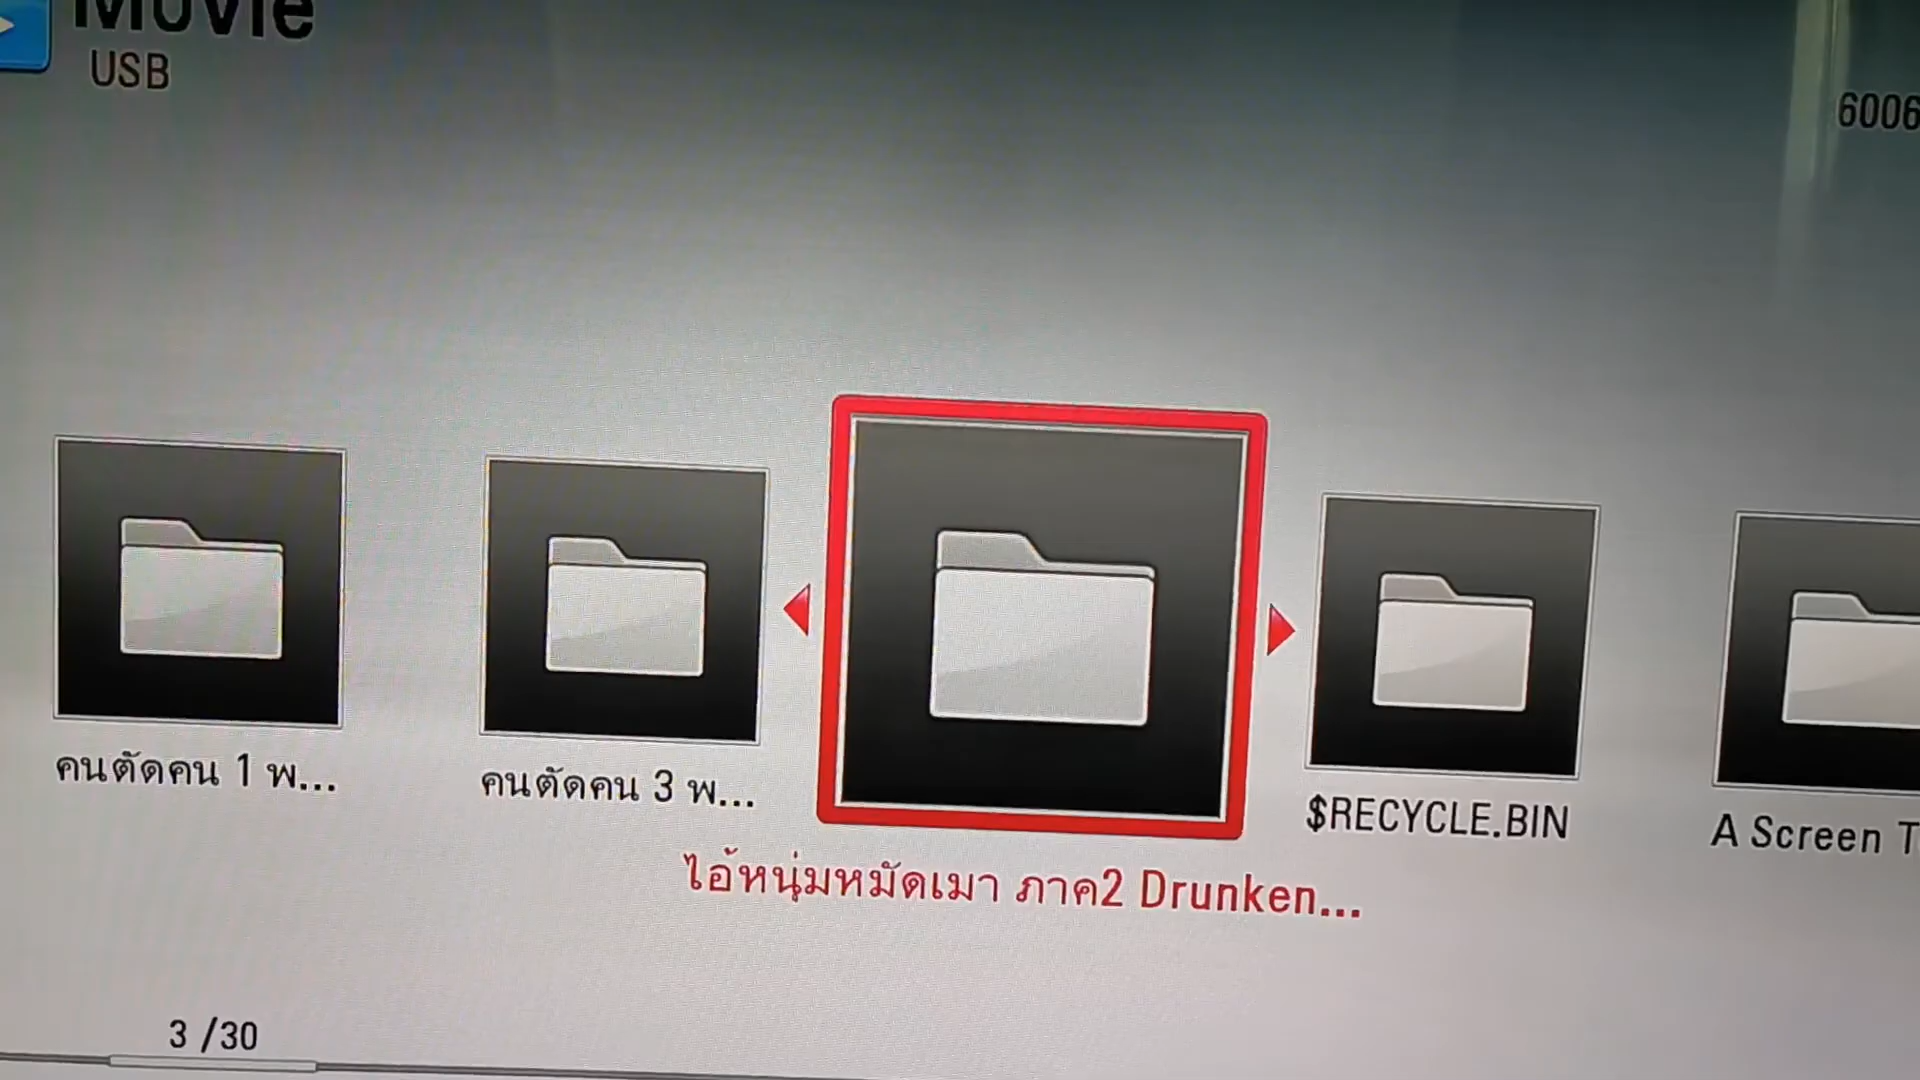 Movie
USB
6006
คนตัดคน 1 พ...
คนตัดคน 3 พ...
ไอ้หนุ่มหมัดเมา ภาค2 Drunken...
$RECYCLE.BIN
A Screen T
3 /30